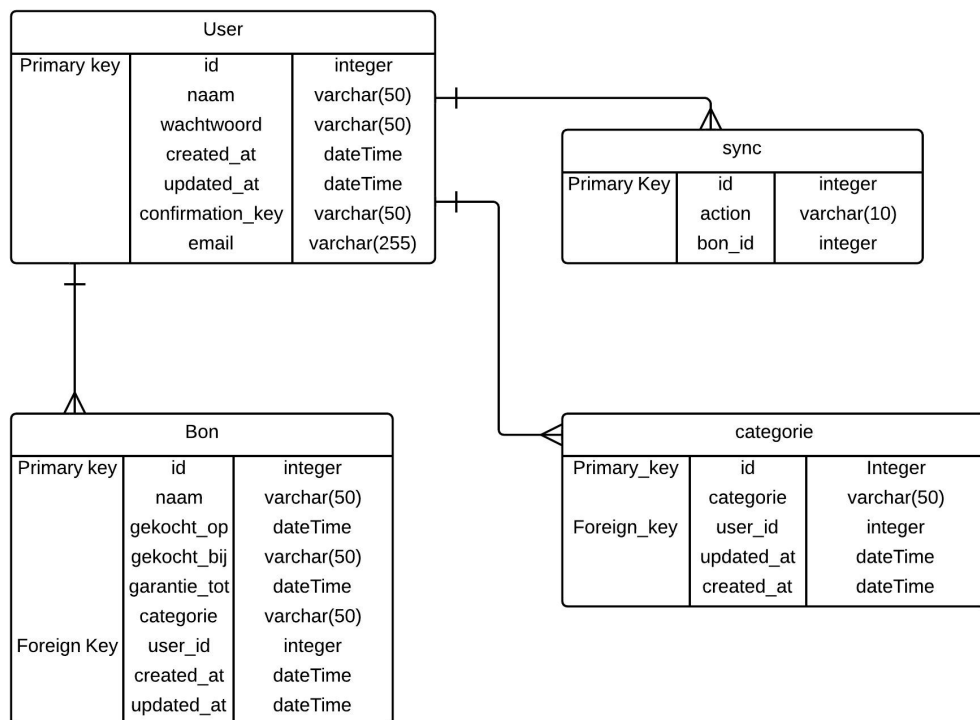 User
Primary key id integer
naam varchar(50)
wachtwoord varchar(50)
created_at dateTime
updated_at dateTime
confirmation_key varchar(50)
email varchar(255)
sync
Primary Key id integer
action varchar(10)
bon_id integer
Bon
Primary key id integer
naam varchar(50)
gekocht_op dateTime
gekocht_bij varchar(50)
garantie_tot dateTime
categorie varchar(50)
Foreign Key user_id integer
created_at dateTime
updated_at dateTime
categorie
Primary_key id Integer
categorie varchar(50)
Foreign_key user_id integer
updated_at dateTime
created_at dateTime